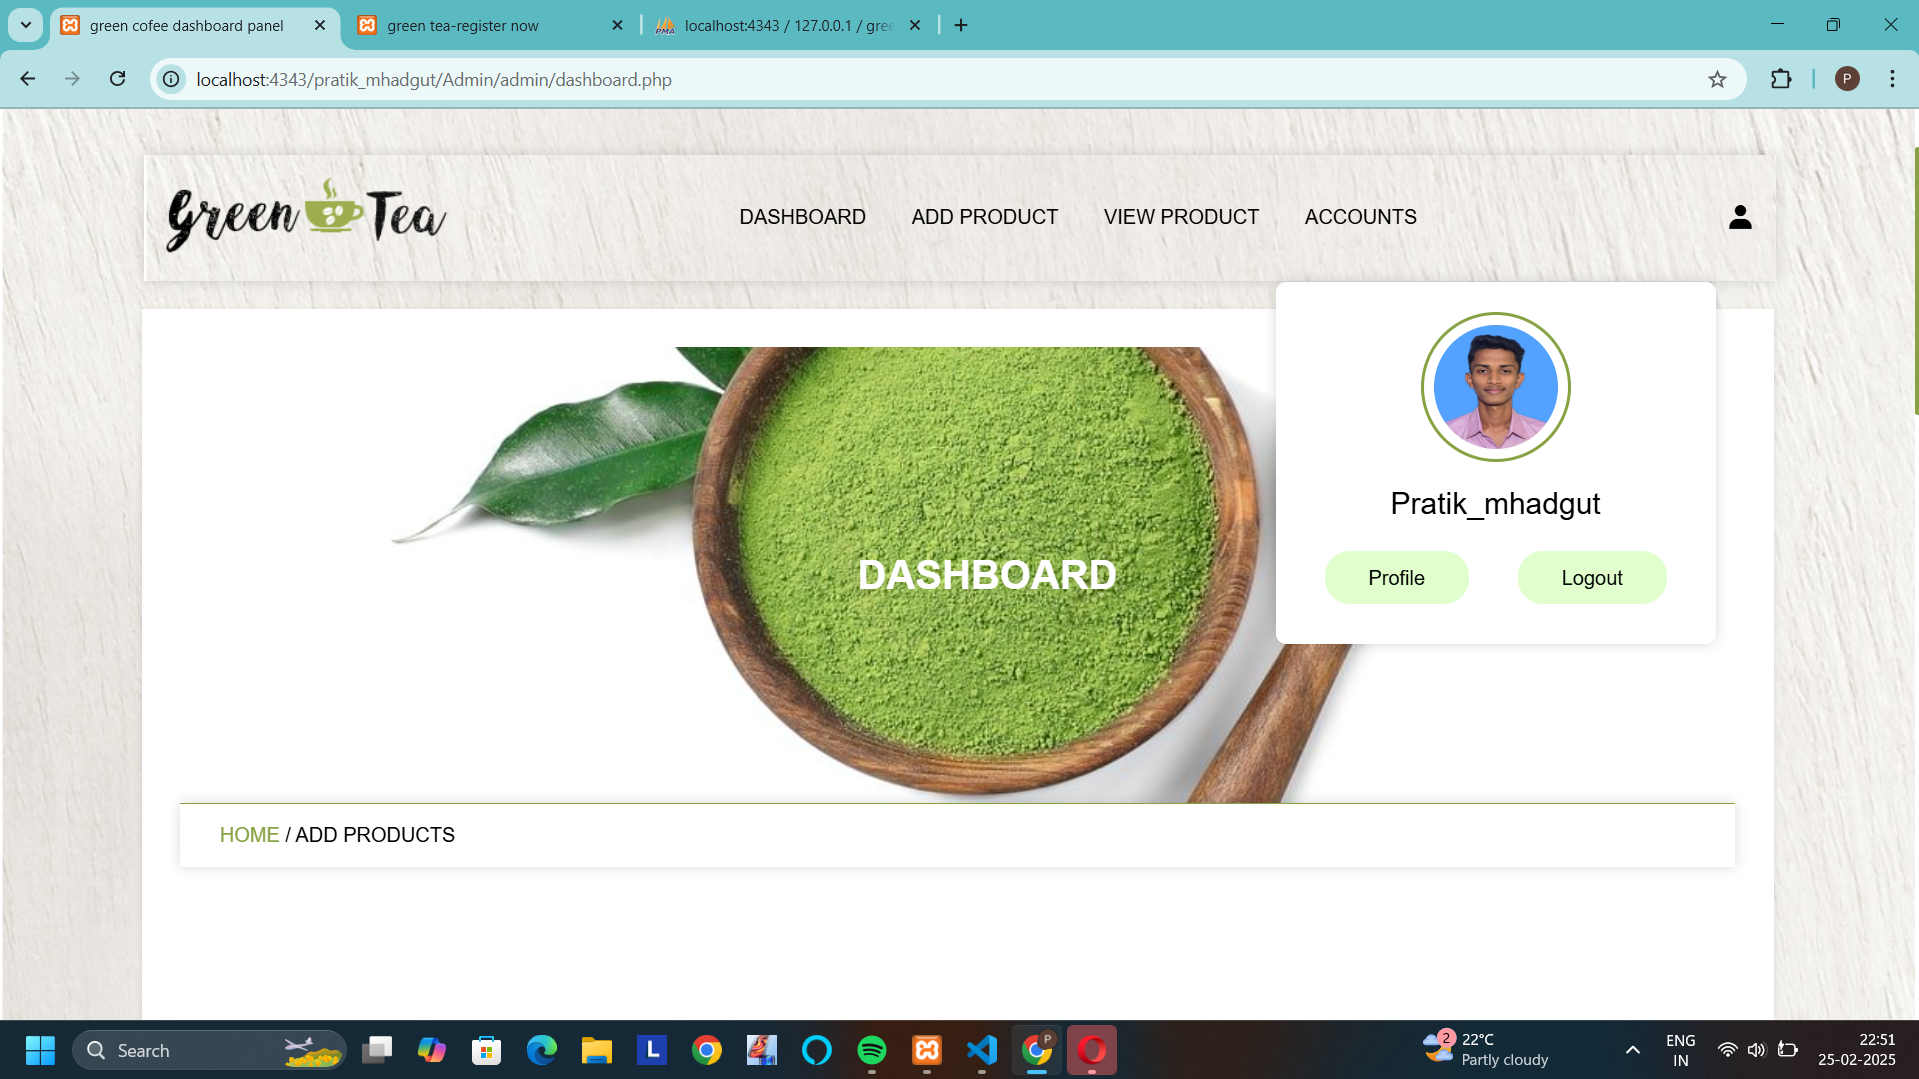 green cofee dashboard panel
green tea-register now
localhost:4343 / 127.0.0.1 / gree
localhost:4343/pratik_mhadgut/Admin/admin/dashboard.php
P
Green Tea
DASHBOARD
ADD PRODUCT
VIEW PRODUCT
ACCOUNTS
Pratik_mhadgut
Profile
Logout
DASHBOARD
HOME / ADD PRODUCTS
Search
L
P
2
22°C
Partly cloudy
ENG
IN
22:51
25-02-2025